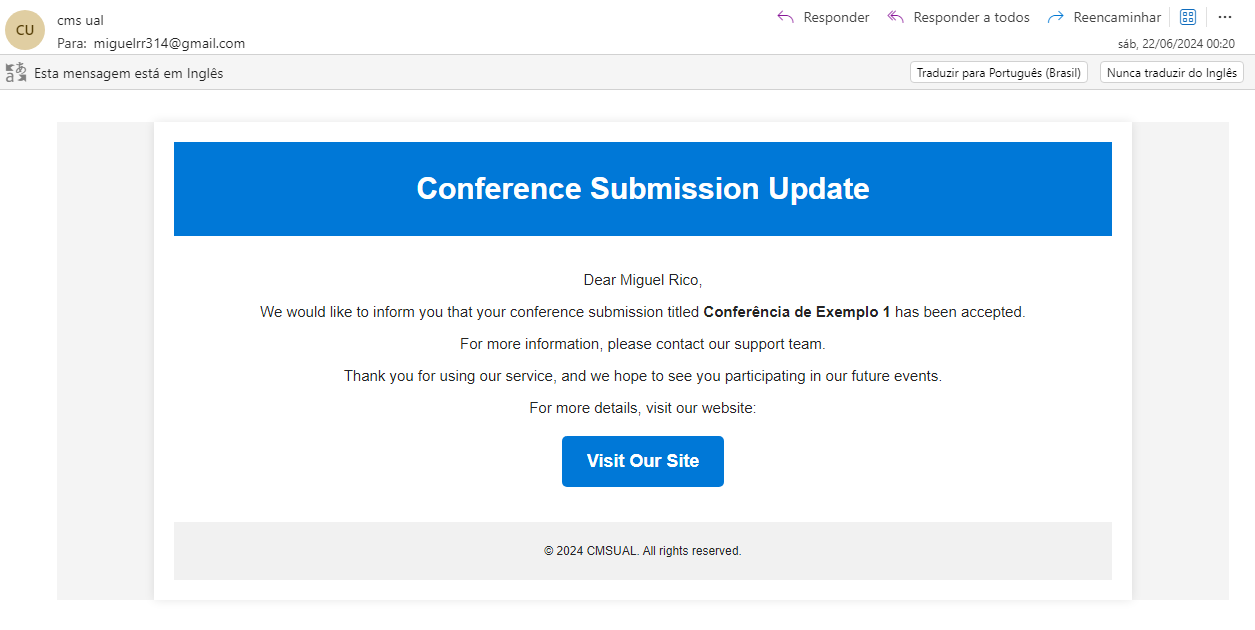 CU
cms ual
Responder
Responder a todos
Reencaminhar
Para: miguelrr314@gmail.com
sáb, 22/06/2024 00:20
Esta mensagem está em Inglês
Traduzir para Português (Brasil)
Nunca traduzir do Inglês
Conference Submission Update
Dear Miguel Rico,
We would like to inform you that your conference submission titled Conferência de Exemplo 1 has been accepted.
For more information, please contact our support team.
Thank you for using our service, and we hope to see you participating in our future events.
For more details, visit our website:
Visit Our Site
© 2024 CMSUAL. All rights reserved.